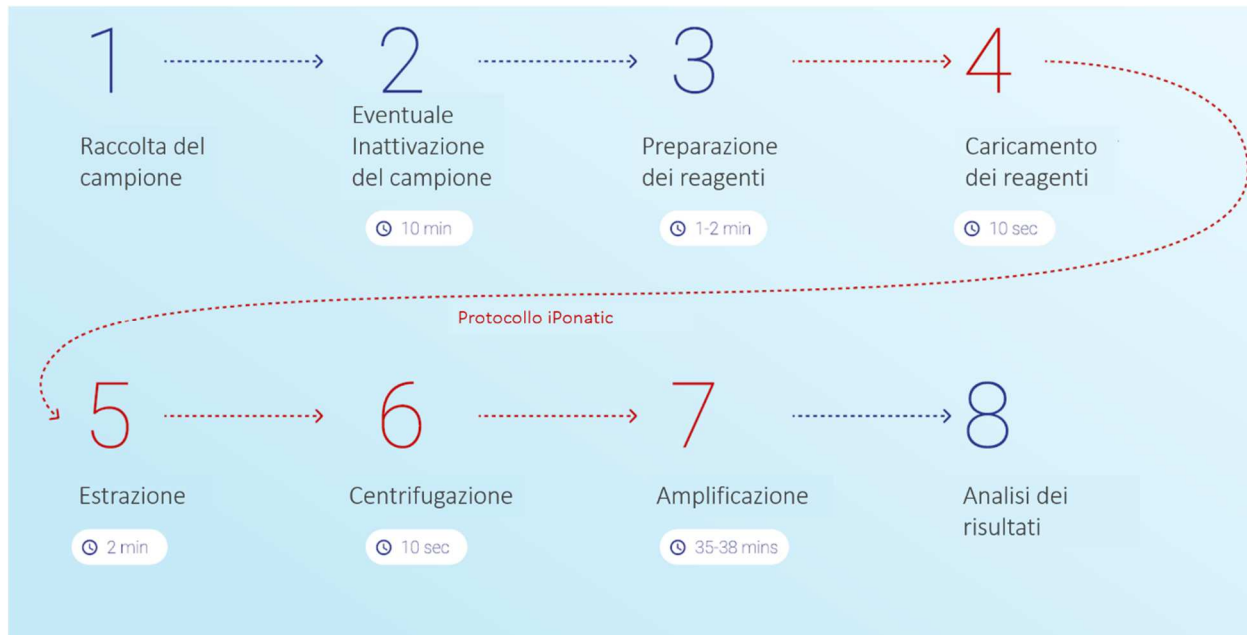 1
2
3
4
Raccolta del
campione
Eventuale
Inattivazione
del campione
10 min
Preparazione
dei reagenti
1-2 min
Caricamento
dei reagenti
10 sec
Protocollo iPonatic
5
6
7
8
Estrazione
2 min
Centrifugazione
10 sec
Amplificazione
35-38 mins
Analisi dei
risultati